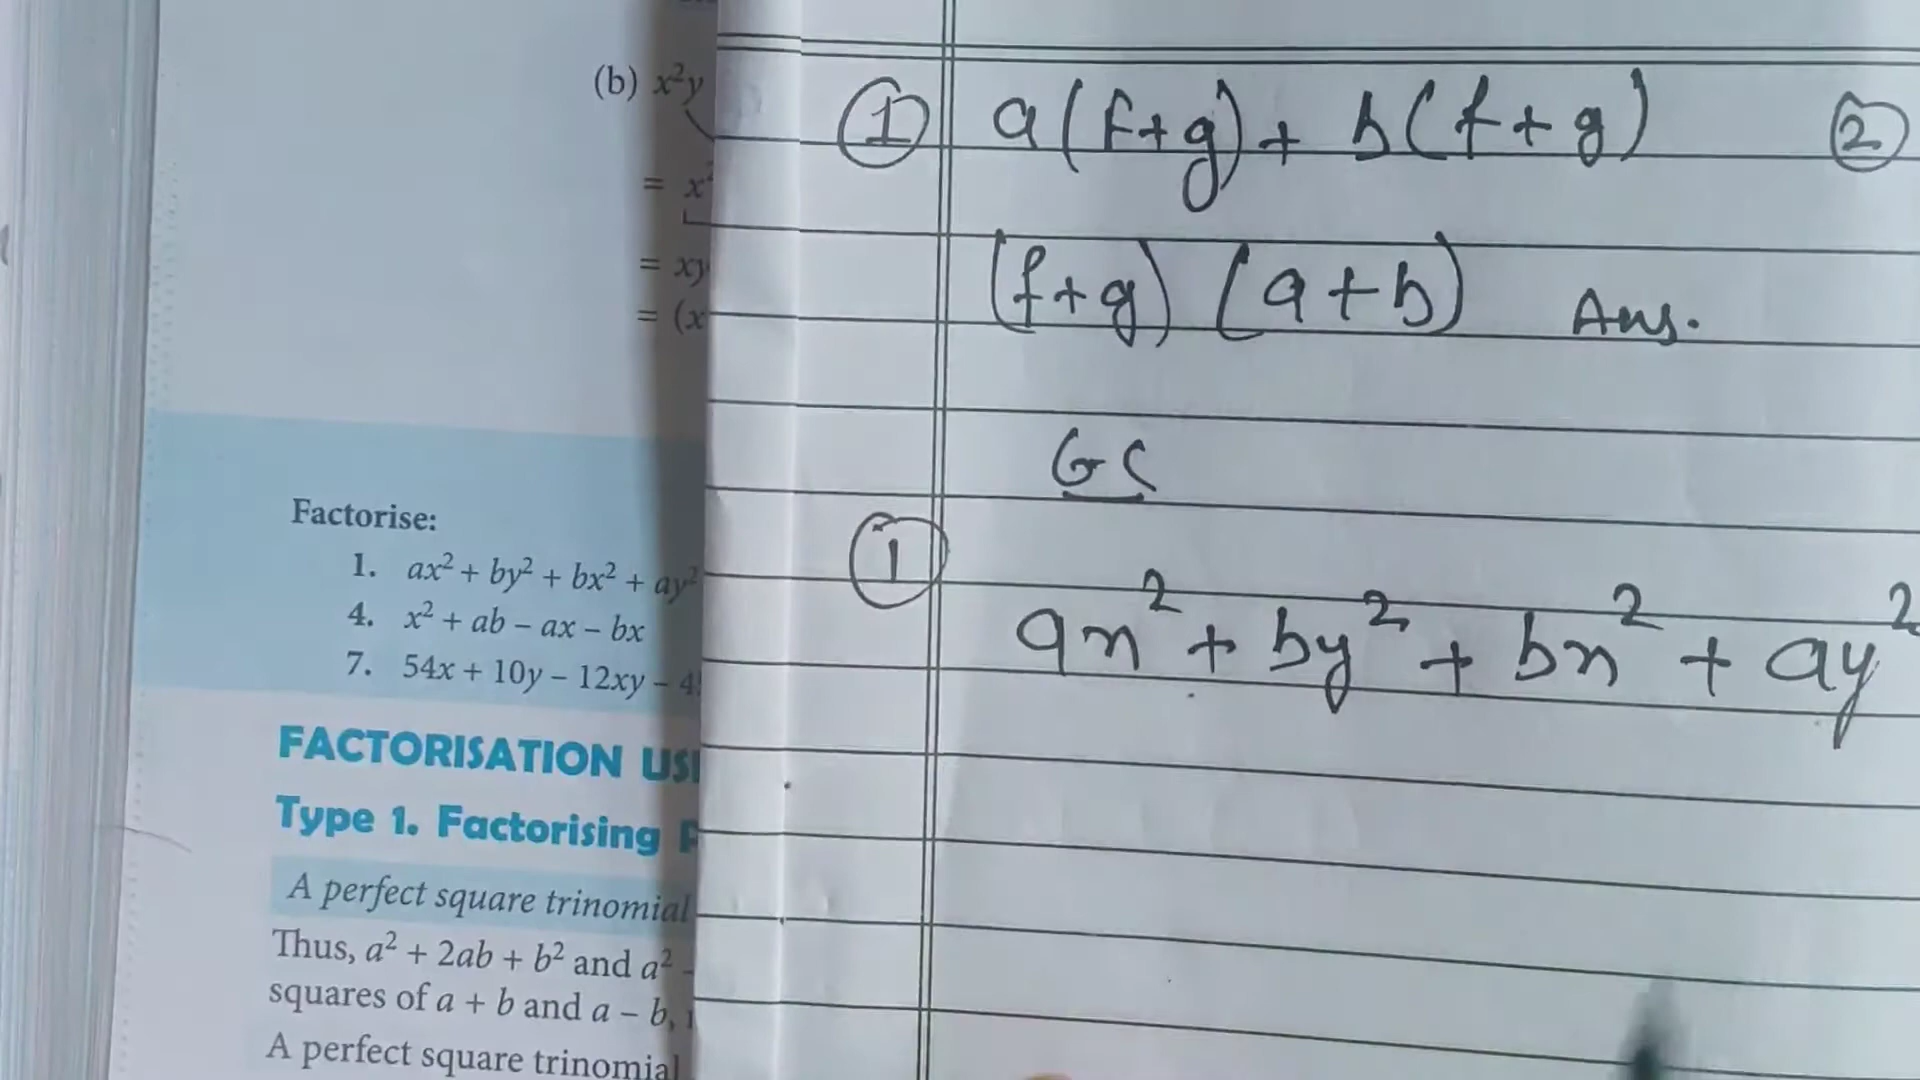 (b) x²y
= x²
= xy
= (x
Factorise:
1. ax² + by² + bx² + ay²
4. x² + ab – ax – bx
7. 54x + 10y – 12xy – 4
FACTORISATION USI
Type 1. Factorising P
A perfect square trinomial
Thus, a² + 2ab + b² and a² -
squares of a + b and a – b,
A perfect square trinomial
① a(f+g) + b(f+g) ②
(f+g) (a+b) Ans.
GC
① ax² + by² + bx² + ay²